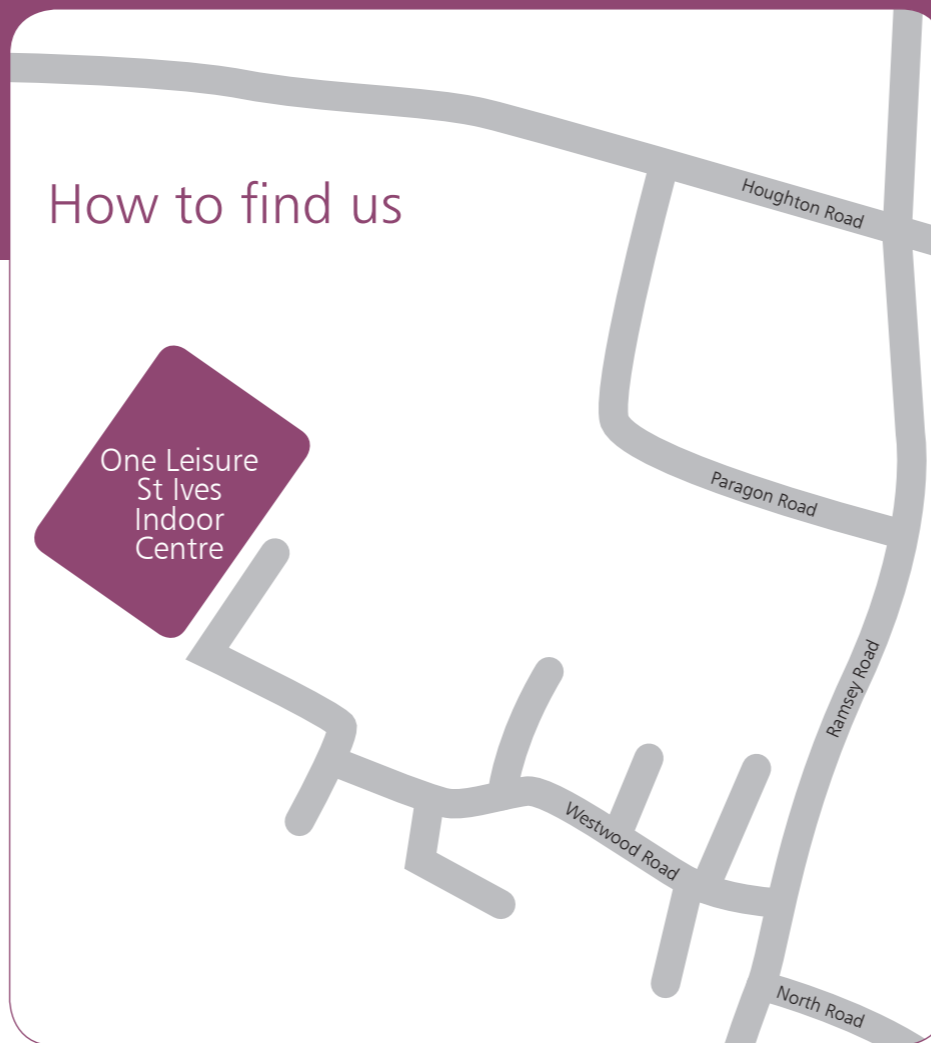 How to find us
Houghton Road
One Leisure
St Ives
Indoor
Centre
Paragon Road
Ramsey Road
Westwood Road
North Road